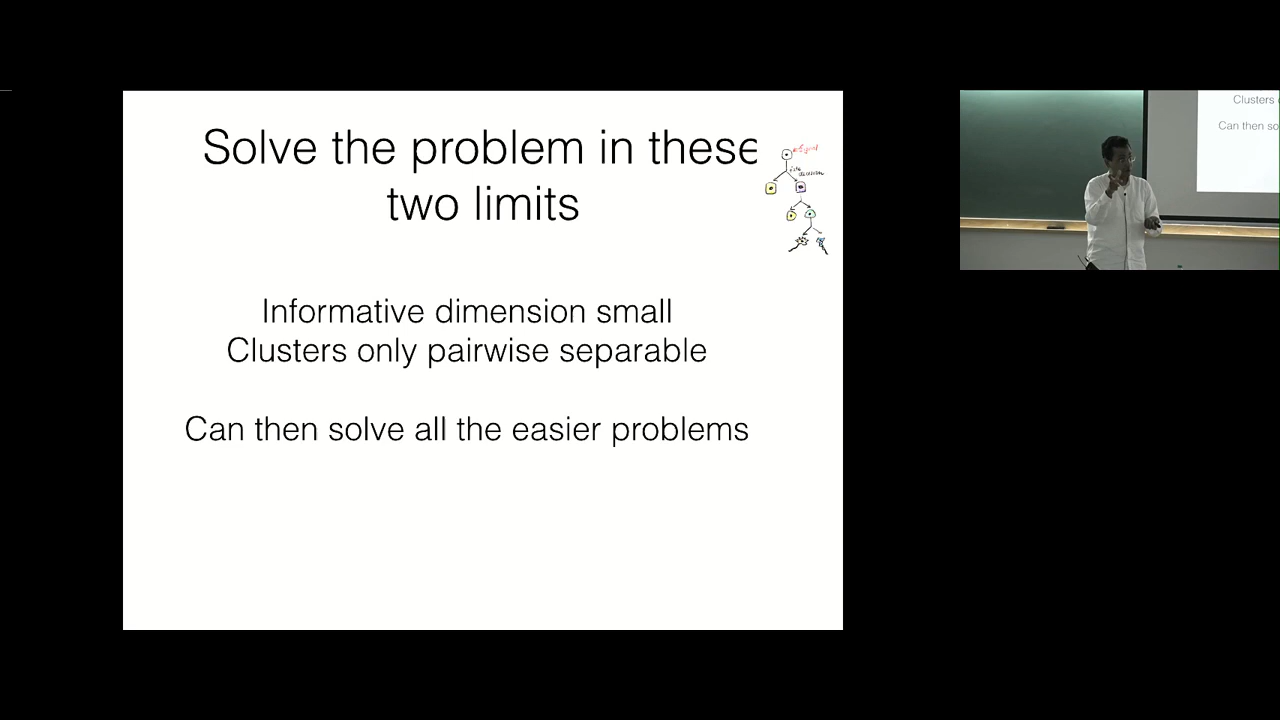 Solve the problem in these
two limits
Informative dimension small
Clusters only pairwise separable
Can then solve all the easier problems
Clusters
Can then so